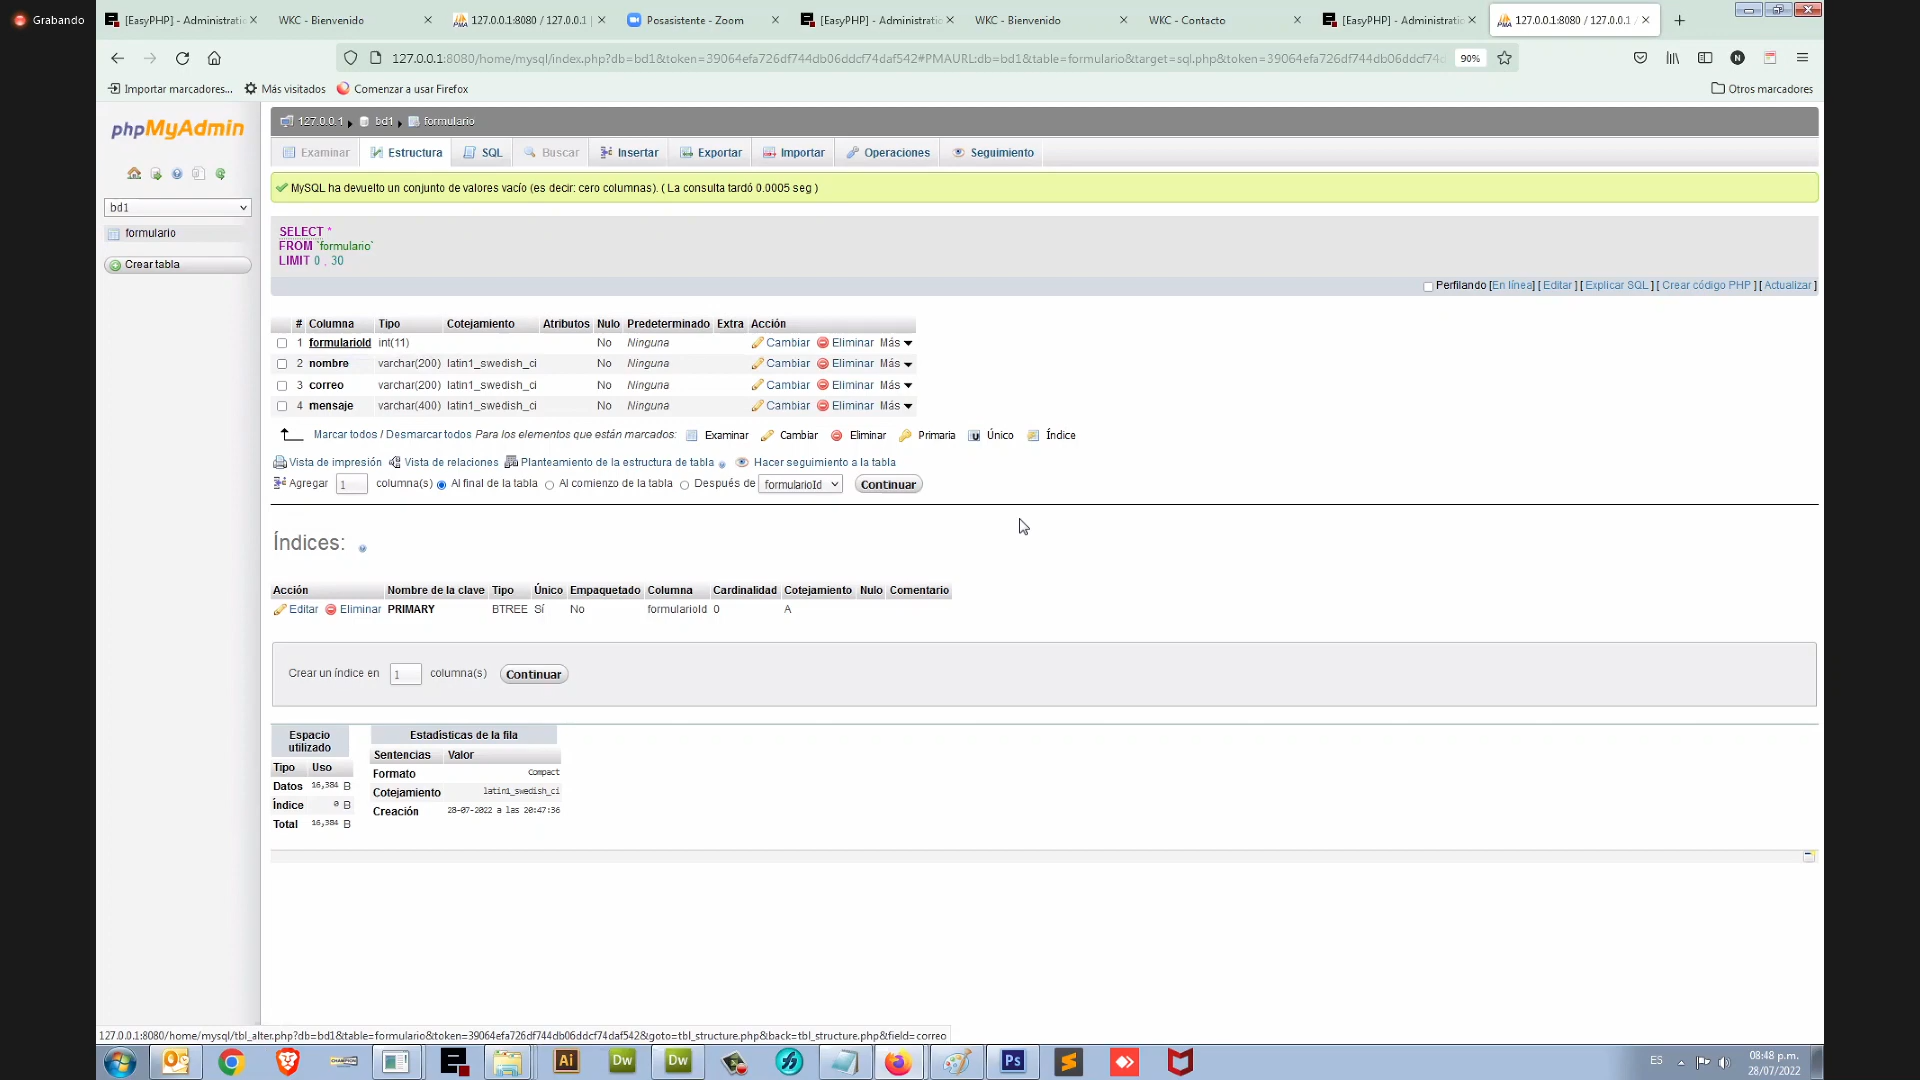 Grabando
[EasyPHP] - Administratio
WKC - Bienvenido
127.0.0.1:8080 / 127.0.0.1 |
Posasistente - Zoom
[EasyPHP] - Administratio
WKC - Bienvenido
WKC - Contacto
[EasyPHP] - Administratio
127.0.0.1:8080 / 127.0.0.1 /
127.0.0.1:8080/home/mysql/index.php?db=bd1&token=39064efa726df744db06ddcf74daf542#PMAURL:db=bd1&table=formulario&target=sql.php&token=39064efa726df744db06ddcf74d
90%
Importar marcadores...
Más visitados
Comenzar a usar Firefox
Otros marcadores
phpMyAdmin
127.0.0.1
bd1
formulario
Examinar
Estructura
SQL
Buscar
Insertar
Exportar
Importar
Operaciones
Seguimiento
MySQL ha devuelto un conjunto de valores vacío (es decir: cero columnas). ( La consulta tardó 0.0005 seg )
bd1
formulario
Crear tabla
SELECT *
FROM `formulario`
LIMIT 0 , 30
Perfilando [En línea] [ Editar ] [ Explicar SQL ] [ Crear código PHP ] [ Actualizar ]
# Columna Tipo Cotejamiento Atributos Nulo Predeterminado Extra Acción
1 formularioId int(11) No Ninguna Cambiar Eliminar Más
2 nombre varchar(200) latin1_swedish_ci No Ninguna Cambiar Eliminar Más
3 correo varchar(200) latin1_swedish_ci No Ninguna Cambiar Eliminar Más
4 mensaje varchar(400) latin1_swedish_ci No Ninguna Cambiar Eliminar Más
Marcar todos / Desmarcar todos Para los elementos que están marcados: Examinar Cambiar Eliminar Primaria Único Índice
Vista de impresión Vista de relaciones Planteamiento de la estructura de tabla Hacer seguimiento a la tabla
Agregar 1 columna(s) Al final de la tabla Al comienzo de la tabla Después de formularioId Continuar
Índices:
Acción Nombre de la clave Tipo Único Empaquetado Columna Cardinalidad Cotejamiento Nulo Comentario
Editar Eliminar PRIMARY BTREE Sí No formularioId 0 A
Crear un índice en 1 columna(s) Continuar
Espacio utilizado
Tipo Uso
Datos 16,384 B
Índice 0 B
Total 16,384 B
Estadísticas de la fila
Sentencias Valor
Formato Compact
Cotejamiento latin1_swedish_ci
Creación 28-07-2022 a las 20:47:36
127.0.0.1:8080/home/mysql/tbl_alter.php?db=bd1&table=formulario&token=39064efa726df744db06ddcf74daf542&goto=tbl_structure.php&back=tbl_structure.php&field=correo
Ai
Dw
Dw
Ps
ES
08:48 p.m.
28/07/2022